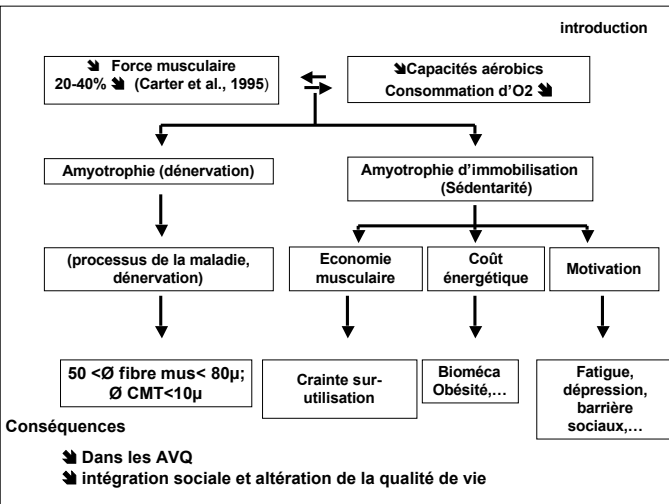 introduction
↘ Force musculaire
20-40% ↘ (Carter et al., 1995)
↘Capacités aérobics
Consommation d'O2 ↘
Amyotrophie (dénervation)
Amyotrophie d'immobilisation
(Sédentarité)
(processus de la maladie,
dénervation)
Economie
musculaire
Coût
énergétique
Motivation
50 <Ø fibre mus< 80µ;
Ø CMT<10µ
Crainte sur-
utilisation
Bioméca
Obésité,...
Fatigue,
dépression,
barrière
sociaux,...
Conséquences
↘ Dans les AVQ
↘ intégration sociale et altération de la qualité de vie